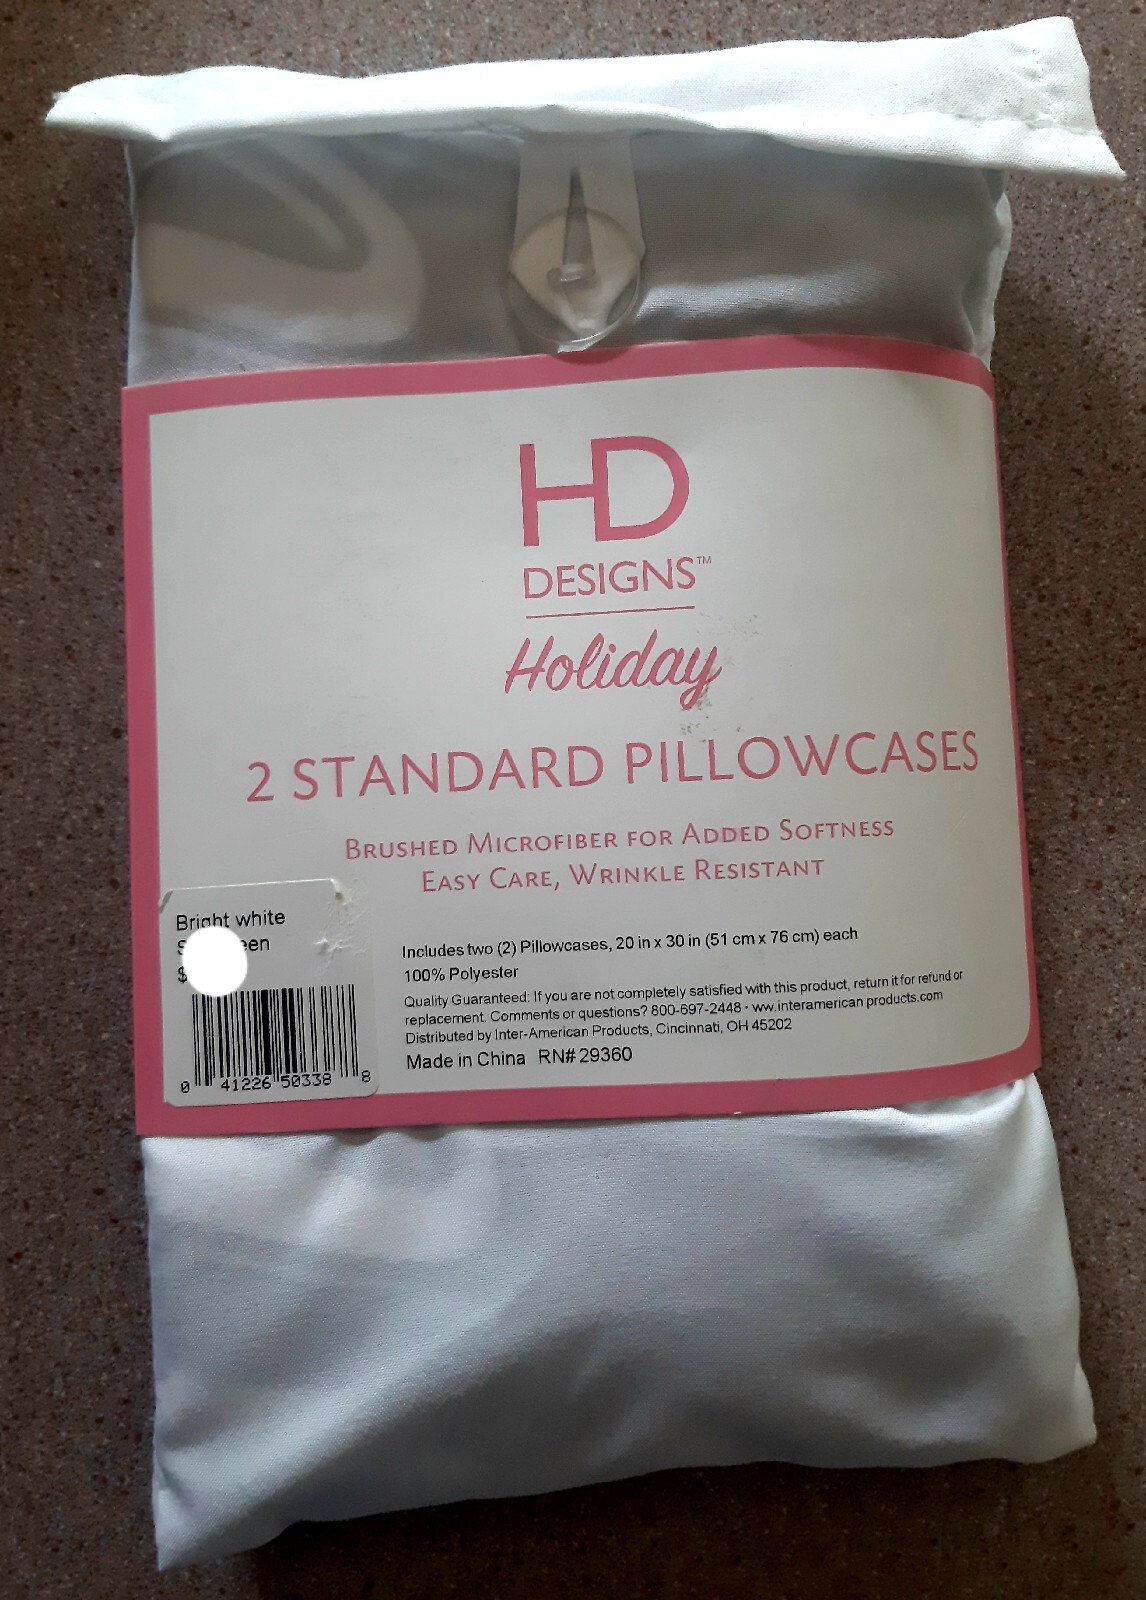 HD
DESIGNS™
Holiday
2 STANDARD PILLOWCASES
BRUSHED MICROFIBER FOR ADDED SOFTNESS
EASY CARE, WRINKLE RESISTANT
Bright white
$
0 41226 50338 8
Includes two (2) Pillowcases, 20 in x 30 in (51 cm x 76 cm) each
100% Polyester
Quality Guaranteed: If you are not completely satisfied with this product, return it for refund or
replacement. Comments or questions? 800-697-2448 • ww.interamerican products.com
Distributed by Inter-American Products, Cincinnati, OH 45202
Made in China RN# 29360